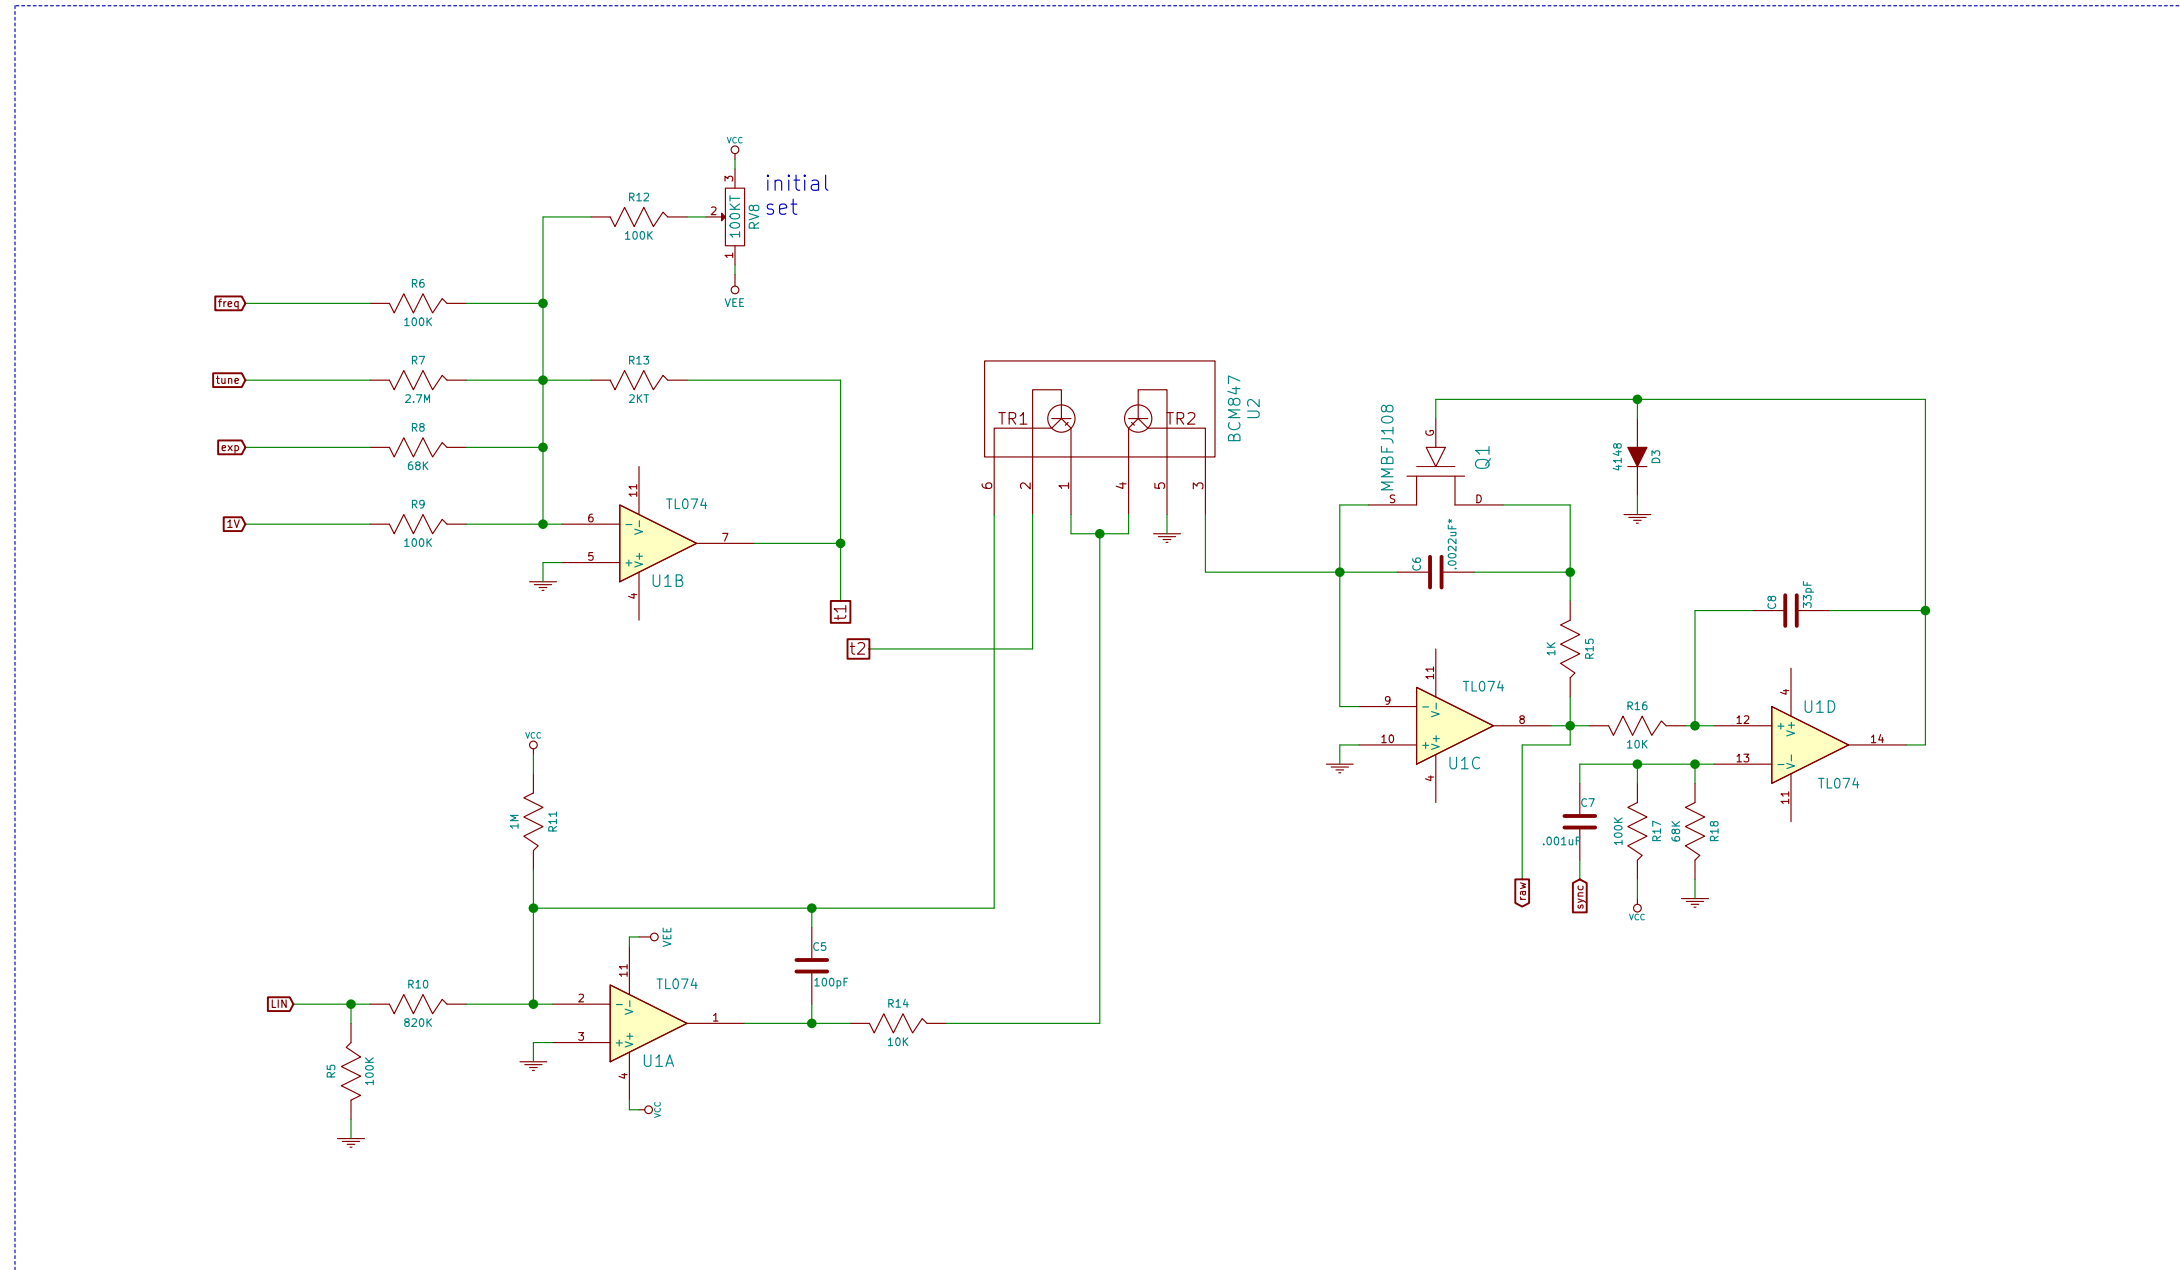 VCC
3
initial
set
R12
100K
2
100KT
RV8
1
VEE
freq
R6
100K
tune
R7
2.7M
R13
2KT
exp
R8
68K
1V
R9
100K
6
5
11
V-
V+
-
+
4
TL074
U1B
7
t1
t2
TR1
TR2
BCM847
U2
6
2
1
4
5
3
MMBFJ108
G
Q1
S
D
4148
D3
C6
.0022uF*
C8
33pF
1K
R15
9
10
11
V-
V+
-
+
4
TL074
U1C
8
R16
10K
12
13
4
V+
V-
+
-
11
U1D
TL074
14
C7
.001uF
100K
R17
68K
R18
raw
sync
VCC
VCC
1M
R11
VEE
C5
100pF
LIN
R10
820K
2
3
11
V-
V+
-
+
4
TL074
U1A
1
R14
10K
R5
100K
VCC